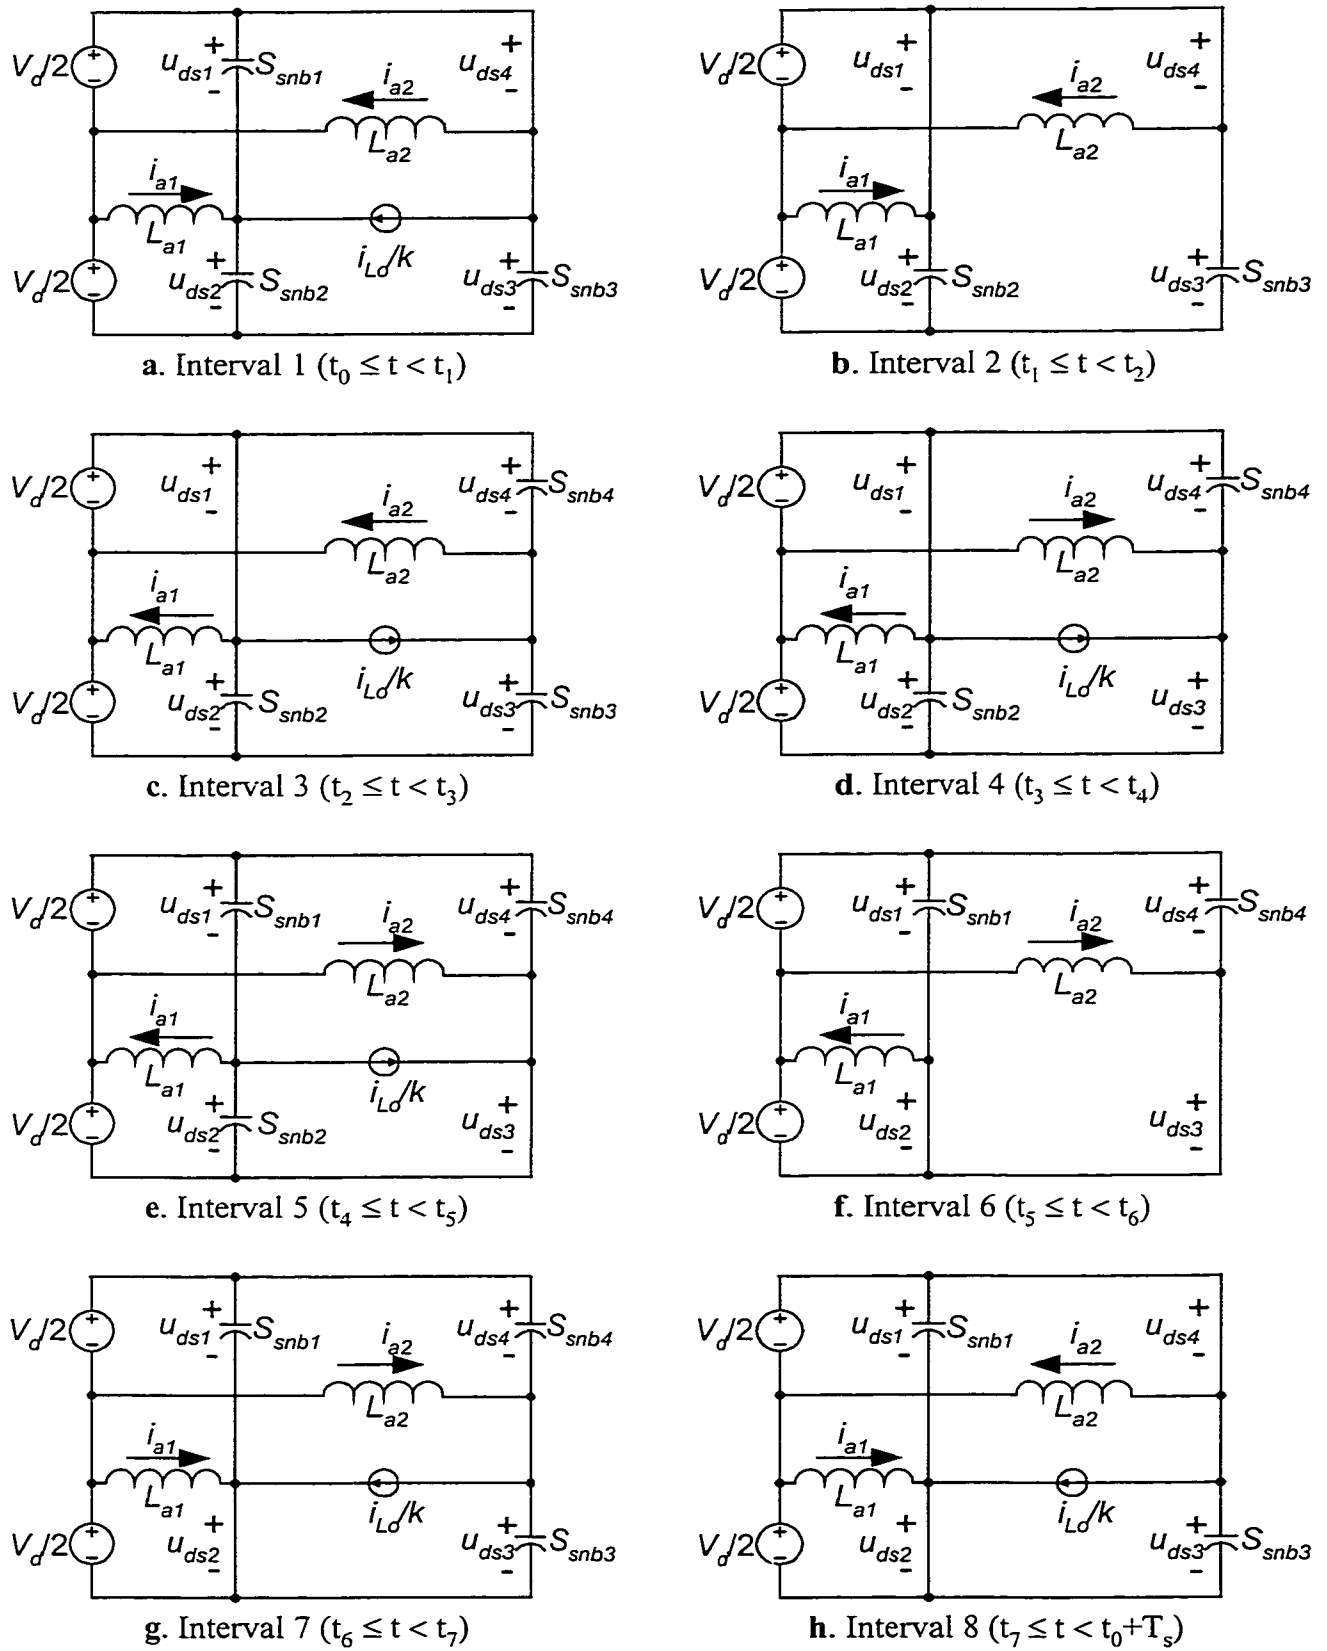 V_d/2 u_ds1 + - S_snb1 i_a2 L_a2 u_ds4 + -
i_a1 L_a1 i_Lo/k
V_d/2 u_ds2 + - S_snb2 u_ds3 + - S_snb3
a. Interval 1 (t_0 ≤ t < t_1)
V_d/2 u_ds1 + - i_a2 L_a2 u_ds4 + -
i_a1 L_a1
V_d/2 u_ds2 + - S_snb2 u_ds3 + - S_snb3
b. Interval 2 (t_1 ≤ t < t_2)
V_d/2 u_ds1 + - i_a2 L_a2 u_ds4 + - S_snb4
i_a1 L_a1 i_Lo/k
V_d/2 u_ds2 + - S_snb2 u_ds3 + - S_snb3
c. Interval 3 (t_2 ≤ t < t_3)
V_d/2 u_ds1 + - i_a2 L_a2 u_ds4 + - S_snb4
i_a1 L_a1 i_Lo/k
V_d/2 u_ds2 + - S_snb2 u_ds3 + -
d. Interval 4 (t_3 ≤ t < t_4)
V_d/2 u_ds1 + - S_snb1 i_a2 L_a2 u_ds4 + - S_snb4
i_a1 L_a1 i_Lo/k
V_d/2 u_ds2 + - S_snb2 u_ds3 + -
e. Interval 5 (t_4 ≤ t < t_5)
V_d/2 u_ds1 + - S_snb1 i_a2 L_a2 u_ds4 + - S_snb4
i_a1 L_a1
V_d/2 u_ds2 + - u_ds3 + -
f. Interval 6 (t_5 ≤ t < t_6)
V_d/2 u_ds1 + - S_snb1 i_a2 L_a2 u_ds4 + - S_snb4
i_a1 L_a1 i_Lo/k
V_d/2 u_ds2 + - u_ds3 + - S_snb3
g. Interval 7 (t_6 ≤ t < t_7)
V_d/2 u_ds1 + - S_snb1 i_a2 L_a2 u_ds4 + -
i_a1 L_a1 i_Lo/k
V_d/2 u_ds2 + - u_ds3 + - S_snb3
h. Interval 8 (t_7 ≤ t < t_0+T_s)